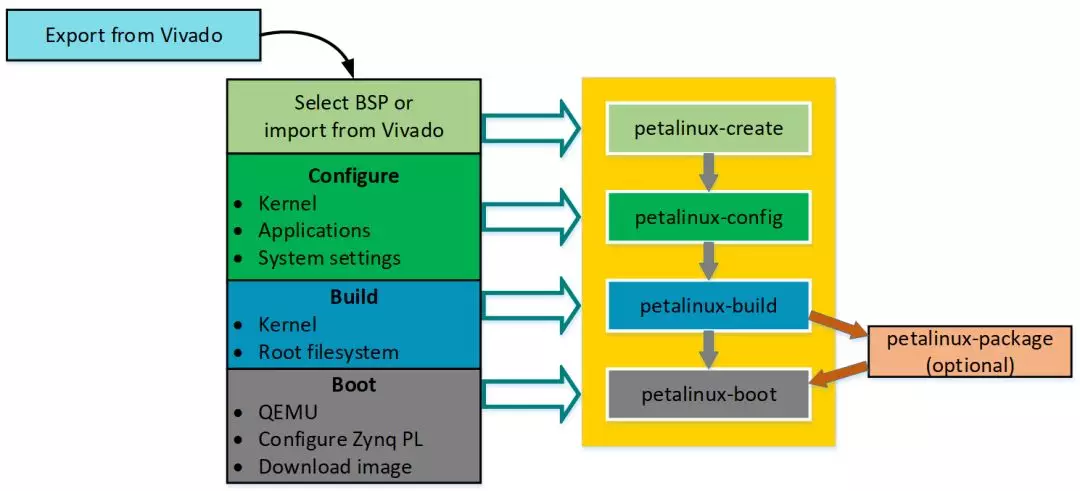 Export from Vivado
Select BSP or
import from Vivado
Configure
• Kernel
• Applications
• System settings
Build
• Kernel
• Root filesystem
Boot
• QEMU
• Configure Zynq PL
• Download image
petalinux-create
petalinux-config
petalinux-build
petalinux-boot
petalinux-package
(optional)